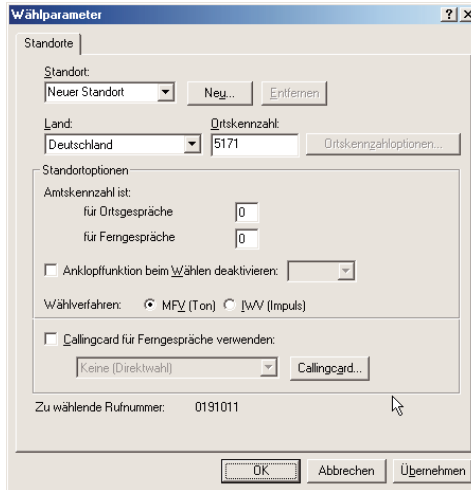 Wählparameter
Standorte
Standort:
Neuer Standort
Neu...
Entfernen
Land:
Ortskennzahl:
Deutschland
5171
Ortskennzahloptionen...
Standortoptionen
Amtskennzahl ist:
für Ortsgespräche
0
für Ferngespräche
0
Anklopffunktion beim Wählen deaktivieren:
Wählverfahren:
MFV (Ton)
IWV (Impuls)
Callingcard für Ferngespräche verwenden:
Keine (Direktwahl)
Callingcard...
Zu wählende Rufnummer:
0191011
OK
Abbrechen
Übernehmen